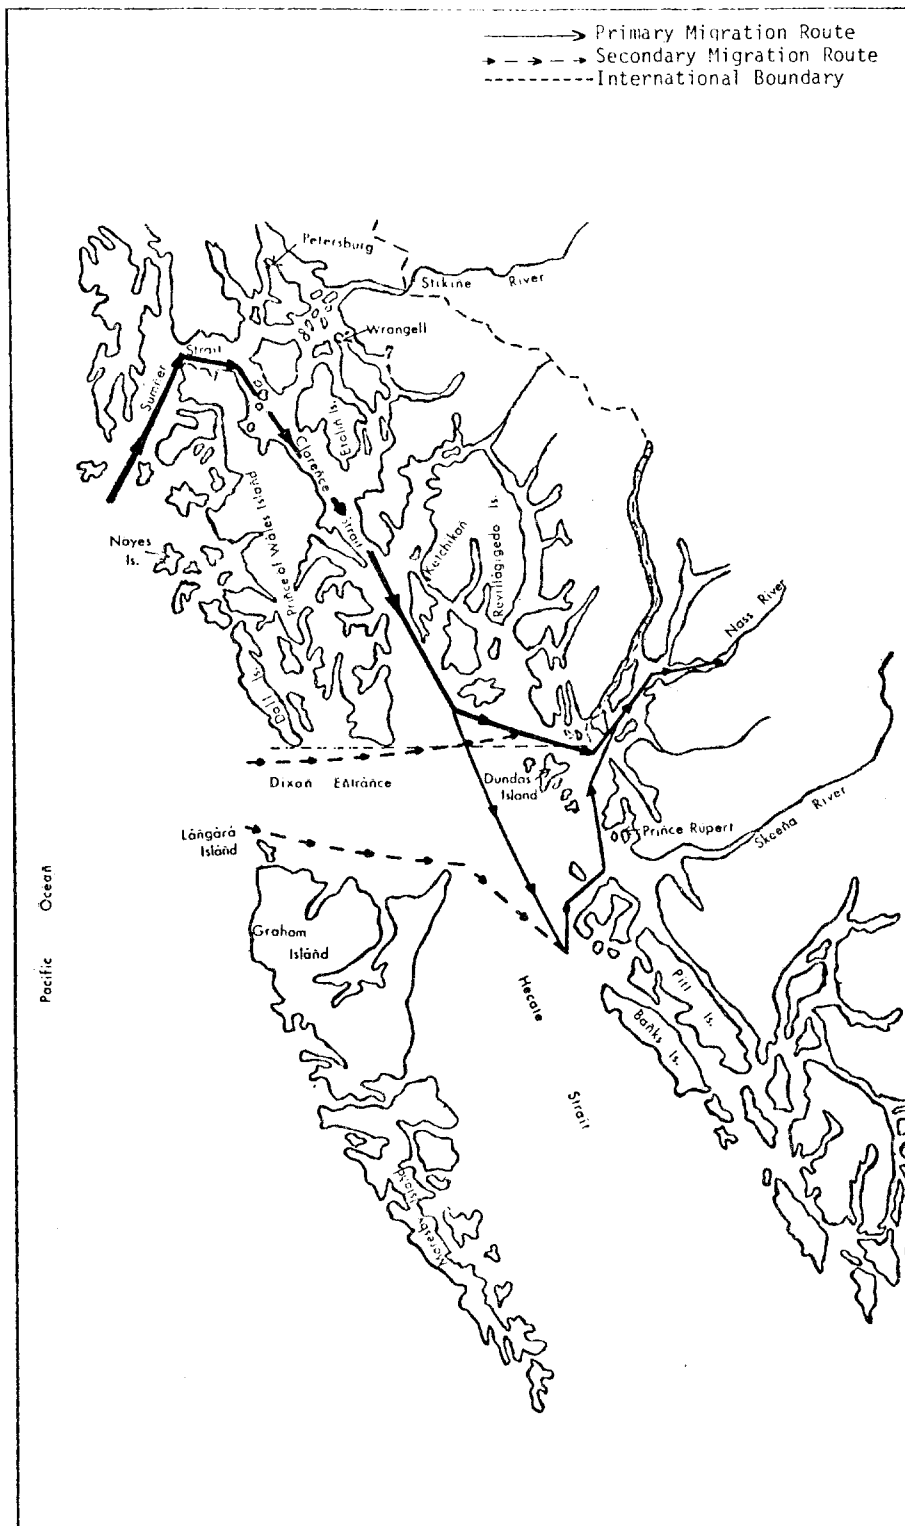 Primary Migration Route
Secondary Migration Route
International Boundary
Petersburg
Stikine River
Wrangell
Sumner
Strait
Etolin Is.
Clarence
Strait
Noyes
Is.
Prince of Wales Island
Ketchikan
Revillagigedo Is.
Nass River
Dall Is.
Dixon Entrance
Dundas
Island
Prince Rupert
Skeena River
Langara
Island
Pacific Ocean
Graham
Island
Hecate
Strait
Pitt
Is.
Banks
Is.
Moresby Island